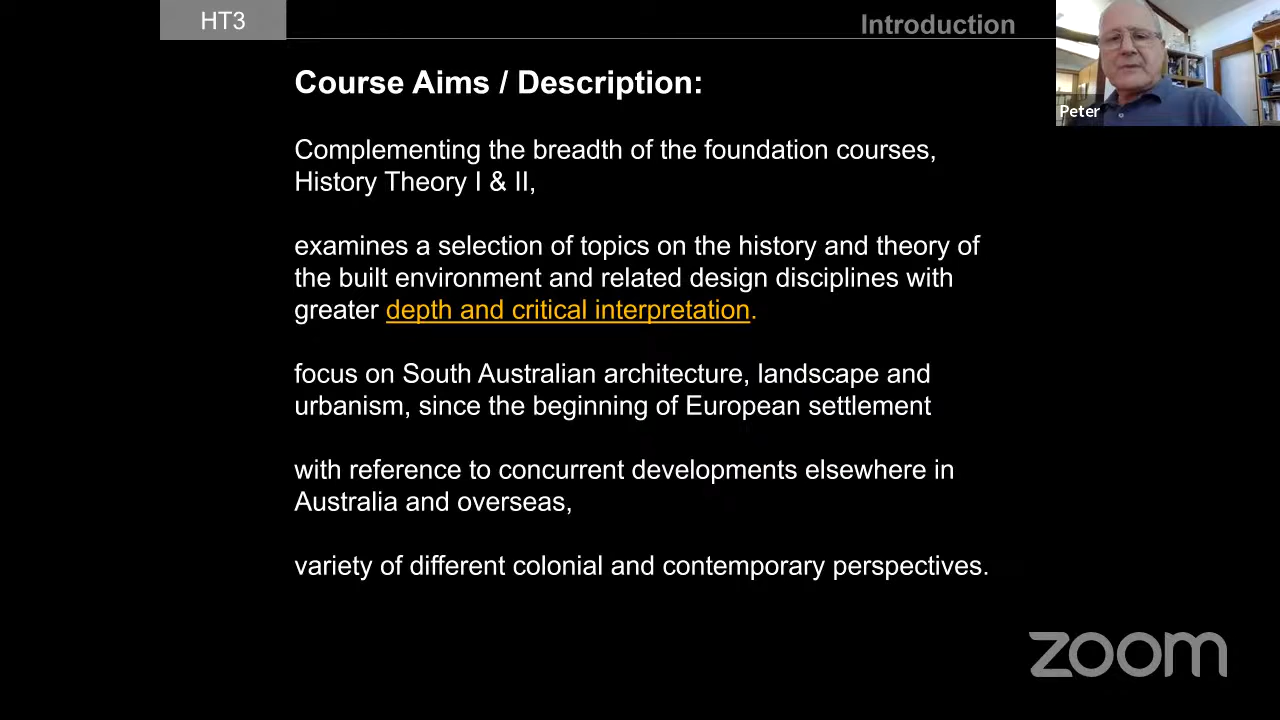 HT3
Introduction
Peter
Course Aims / Description:
Complementing the breadth of the foundation courses,
History Theory I & II,
examines a selection of topics on the history and theory of
the built environment and related design disciplines with
greater depth and critical interpretation.
focus on South Australian architecture, landscape and
urbanism, since the beginning of European settlement
with reference to concurrent developments elsewhere in
Australia and overseas,
variety of different colonial and contemporary perspectives.
zoom